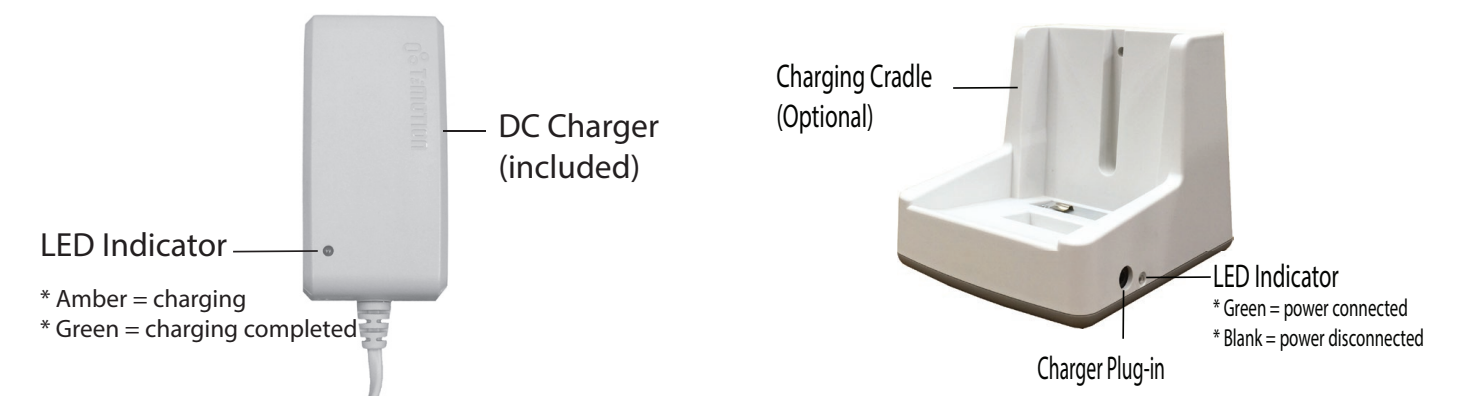 DC Charger
(included)
LED Indicator
* Amber = charging
* Green = charging completed
Charging Cradle
(Optional)
LED Indicator
* Green = power connected
* Blank = power disconnected
Charger Plug-in